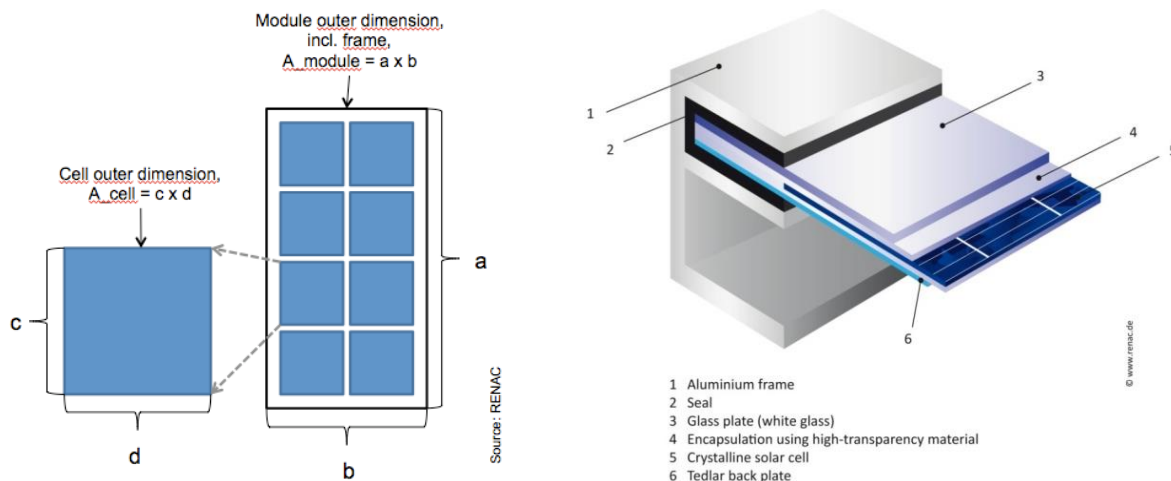 Module outer dimension,
incl. frame,
A_module = a x b
Cell outer dimension,
A_cell = c x d
c
d
a
b
Source: RENAC
1
2
3
4
5
6
1 Aluminium frame
2 Seal
3 Glass plate (white glass)
4 Encapsulation using high-transparency material
5 Crystalline solar cell
6 Tedlar back plate
© www.renac.de